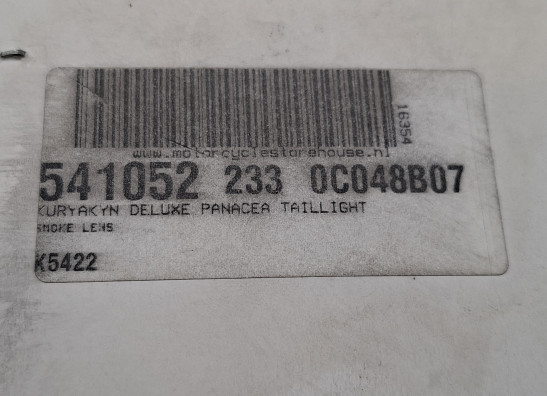 16354
www.motorcyclestorehouse.nl
541052 233 0C048B07
KURYAKYN DELUXE PANACEA TAILLIGHT
SMOKE LENS
K5422